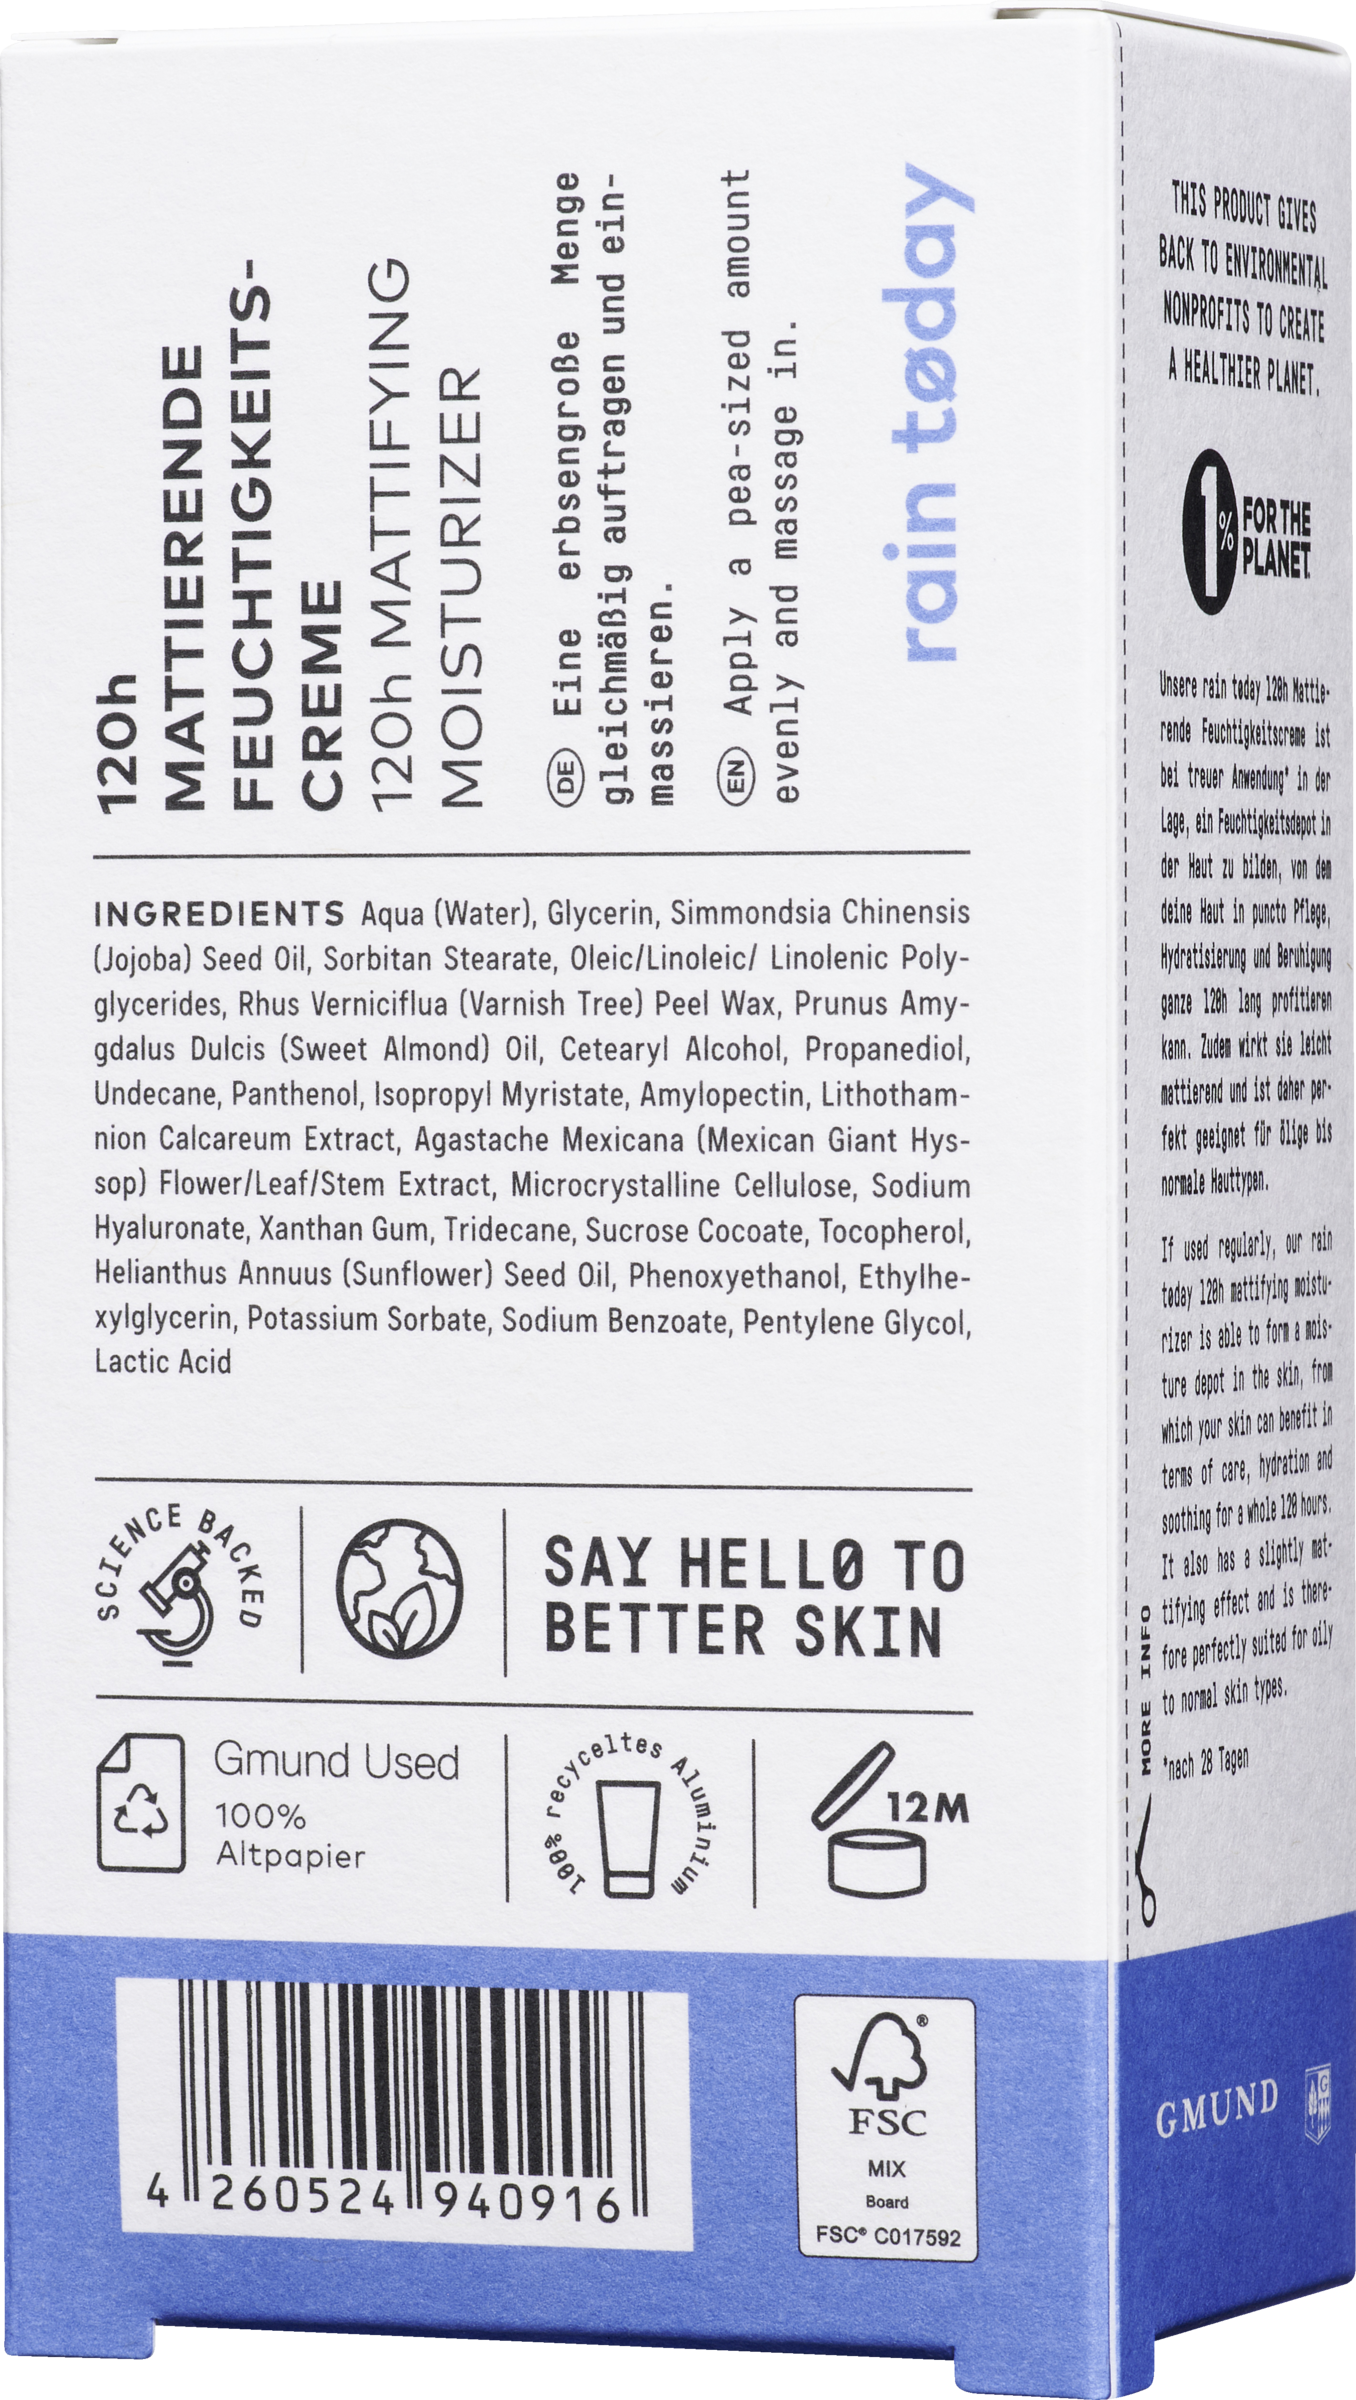 120h
MATTIERENDE
FEUCHTIGKEITS-
CREME
120h MATTIFYING
MOISTURIZER
DE Eine erbsengroße Menge
gleichmäßig auftragen und ein-
massieren.
EN Apply a pea-sized amount
evenly and massage in.
rain tøday
INGREDIENTS Aqua (Water), Glycerin, Simmondsia Chinensis
(Jojoba) Seed Oil, Sorbitan Stearate, Oleic/Linoleic/ Linolenic Poly-
glycerides, Rhus Verniciflua (Varnish Tree) Peel Wax, Prunus Amy-
gdalus Dulcis (Sweet Almond) Oil, Cetearyl Alcohol, Propanediol,
Undecane, Panthenol, Isopropyl Myristate, Amylopectin, Lithotham-
nion Calcareum Extract, Agastache Mexicana (Mexican Giant Hys-
sop) Flower/Leaf/Stem Extract, Microcrystalline Cellulose, Sodium
Hyaluronate, Xanthan Gum, Tridecane, Sucrose Cocoate, Tocopherol,
Helianthus Annuus (Sunflower) Seed Oil, Phenoxyethanol, Ethylhe-
xylglycerin, Potassium Sorbate, Sodium Benzoate, Pentylene Glycol,
Lactic Acid
SCIENCE BACKED
SAY HELLØ TO
BETTER SKIN
Gmund Used
100%
Altpapier
100% recyceltes Aluminium
12M
4 260524 940916
FSC®
MIX
Board
FSC® C017592
THIS PRODUCT GIVES
BACK TO ENVIRONMENTAL
NONPROFITS TO CREATE
A HEALTHIER PLANET.
1% FOR THE
PLANET
Unsere rain tøday 120h Mattie-
rende Feuchtigkeitscreme ist
bei treuer Anwendung* in der
Lage, ein Feuchtigkeitsdepot in
der Haut zu bilden, von dem
deine Haut in puncto Pflege,
Hydratisierung und Beruhigung
ganze 120h lang profitieren
kann. Zudem wirkt sie leicht
mattierend und ist daher per-
fekt geeignet für ölige bis
normale Hauttypen.
If used regularly, our rain
tøday 120h mattifying moistu-
rizer is able to form a mois-
ture depot in the skin, from
which your skin can benefit in
terms of care, hydration and
soothing for a whole 120 hours.
It also has a slightly mat-
tifying effect and is there-
fore perfectly suited for oily
to normal skin types.
*nach 28 Tagen
MORE INFO
GMUND
G